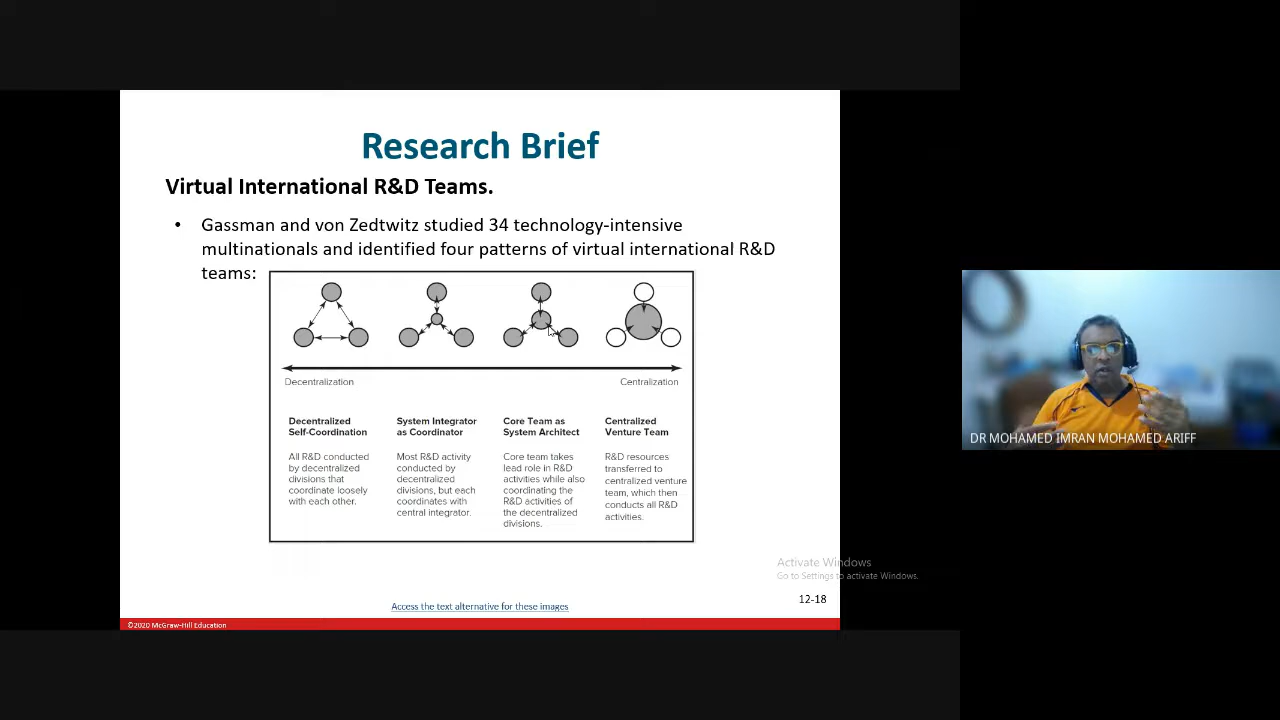 Research Brief
Virtual International R&D Teams.
• Gassman and von Zedtwitz studied 34 technology-intensive
multinationals and identified four patterns of virtual international R&D
teams:
Decentralization
Centralization
Decentralized
Self-Coordination
All R&D conducted
by decentralized
divisions that
coordinate loosely
with each other.
System Integrator
as Coordinator
Most R&D activity
conducted by
decentralized
divisions, but each
coordinates with
central integrator.
Core Team as
System Architect
Core team takes
lead role in R&D
activities while also
coordinating the
R&D activities of
the decentralized
divisions.
Centralized
Venture Team
R&D resources
transferred to
centralized venture
team, which then
conducts all R&D
activities.
Activate Windows
Go to Settings to activate Windows.
12-18
Access the text alternative for these images
©2020 McGraw-Hill Education
DR MOHAMED IMRAN MOHAMED ARIFF